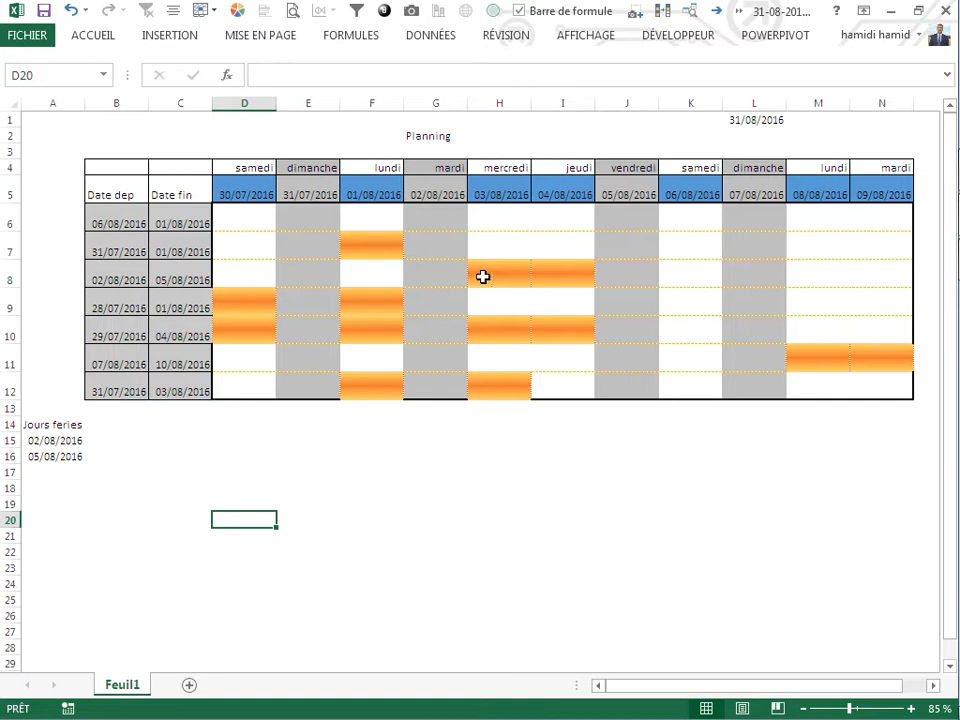 Barre de formule 31-08-201... ?
FICHIER ACCUEIL INSERTION MISE EN PAGE FORMULES DONNÉES RÉVISION AFFICHAGE DÉVELOPPEUR POWERPIVOT hamidi hamid
D20 fx
A B C D E F G H I J K L M N
1 31/08/2016
2 Planning
3
4 samedi dimanche lundi mardi mercredi jeudi vendredi samedi dimanche lundi mardi
5 Date dep Date fin 30/07/2016 31/07/2016 01/08/2016 02/08/2016 03/08/2016 04/08/2016 05/08/2016 06/08/2016 07/08/2016 08/08/2016 09/08/2016
6 06/08/2016 01/08/2016
7 31/07/2016 01/08/2016
8 02/08/2016 05/08/2016
9 28/07/2016 01/08/2016
10 29/07/2016 04/08/2016
11 07/08/2016 10/08/2016
12 31/07/2016 03/08/2016
13
14 Jours feries
15 02/08/2016
16 05/08/2016
17
18
19
20
21
22
23
24
25
26
27
28
29
Feuil1
PRÊT 85 %